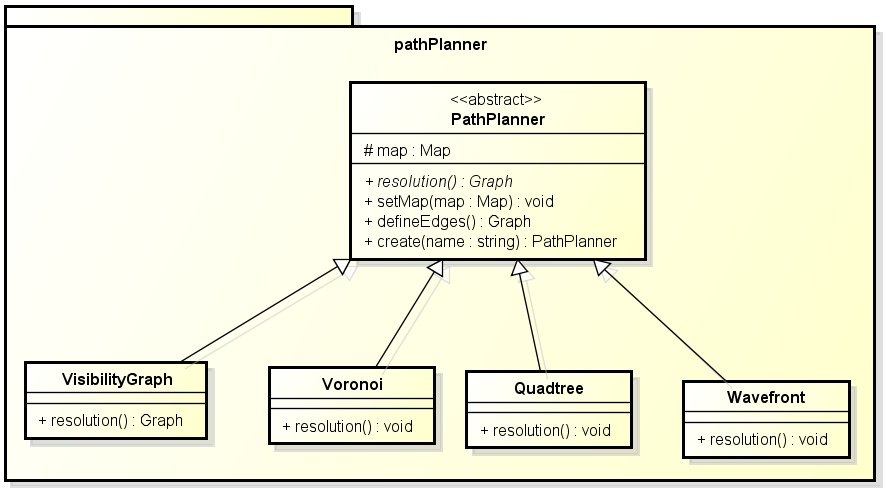 pathPlanner
<<abstract>>
PathPlanner
# map : Map
+ resolution() : Graph
+ setMap(map : Map) : void
+ defineEdges() : Graph
+ create(name : string) : PathPlanner
VisibilityGraph
+ resolution() : Graph
Voronoi
+ resolution() : void
Quadtree
+ resolution() : void
Wavefront
+ resolution() : void